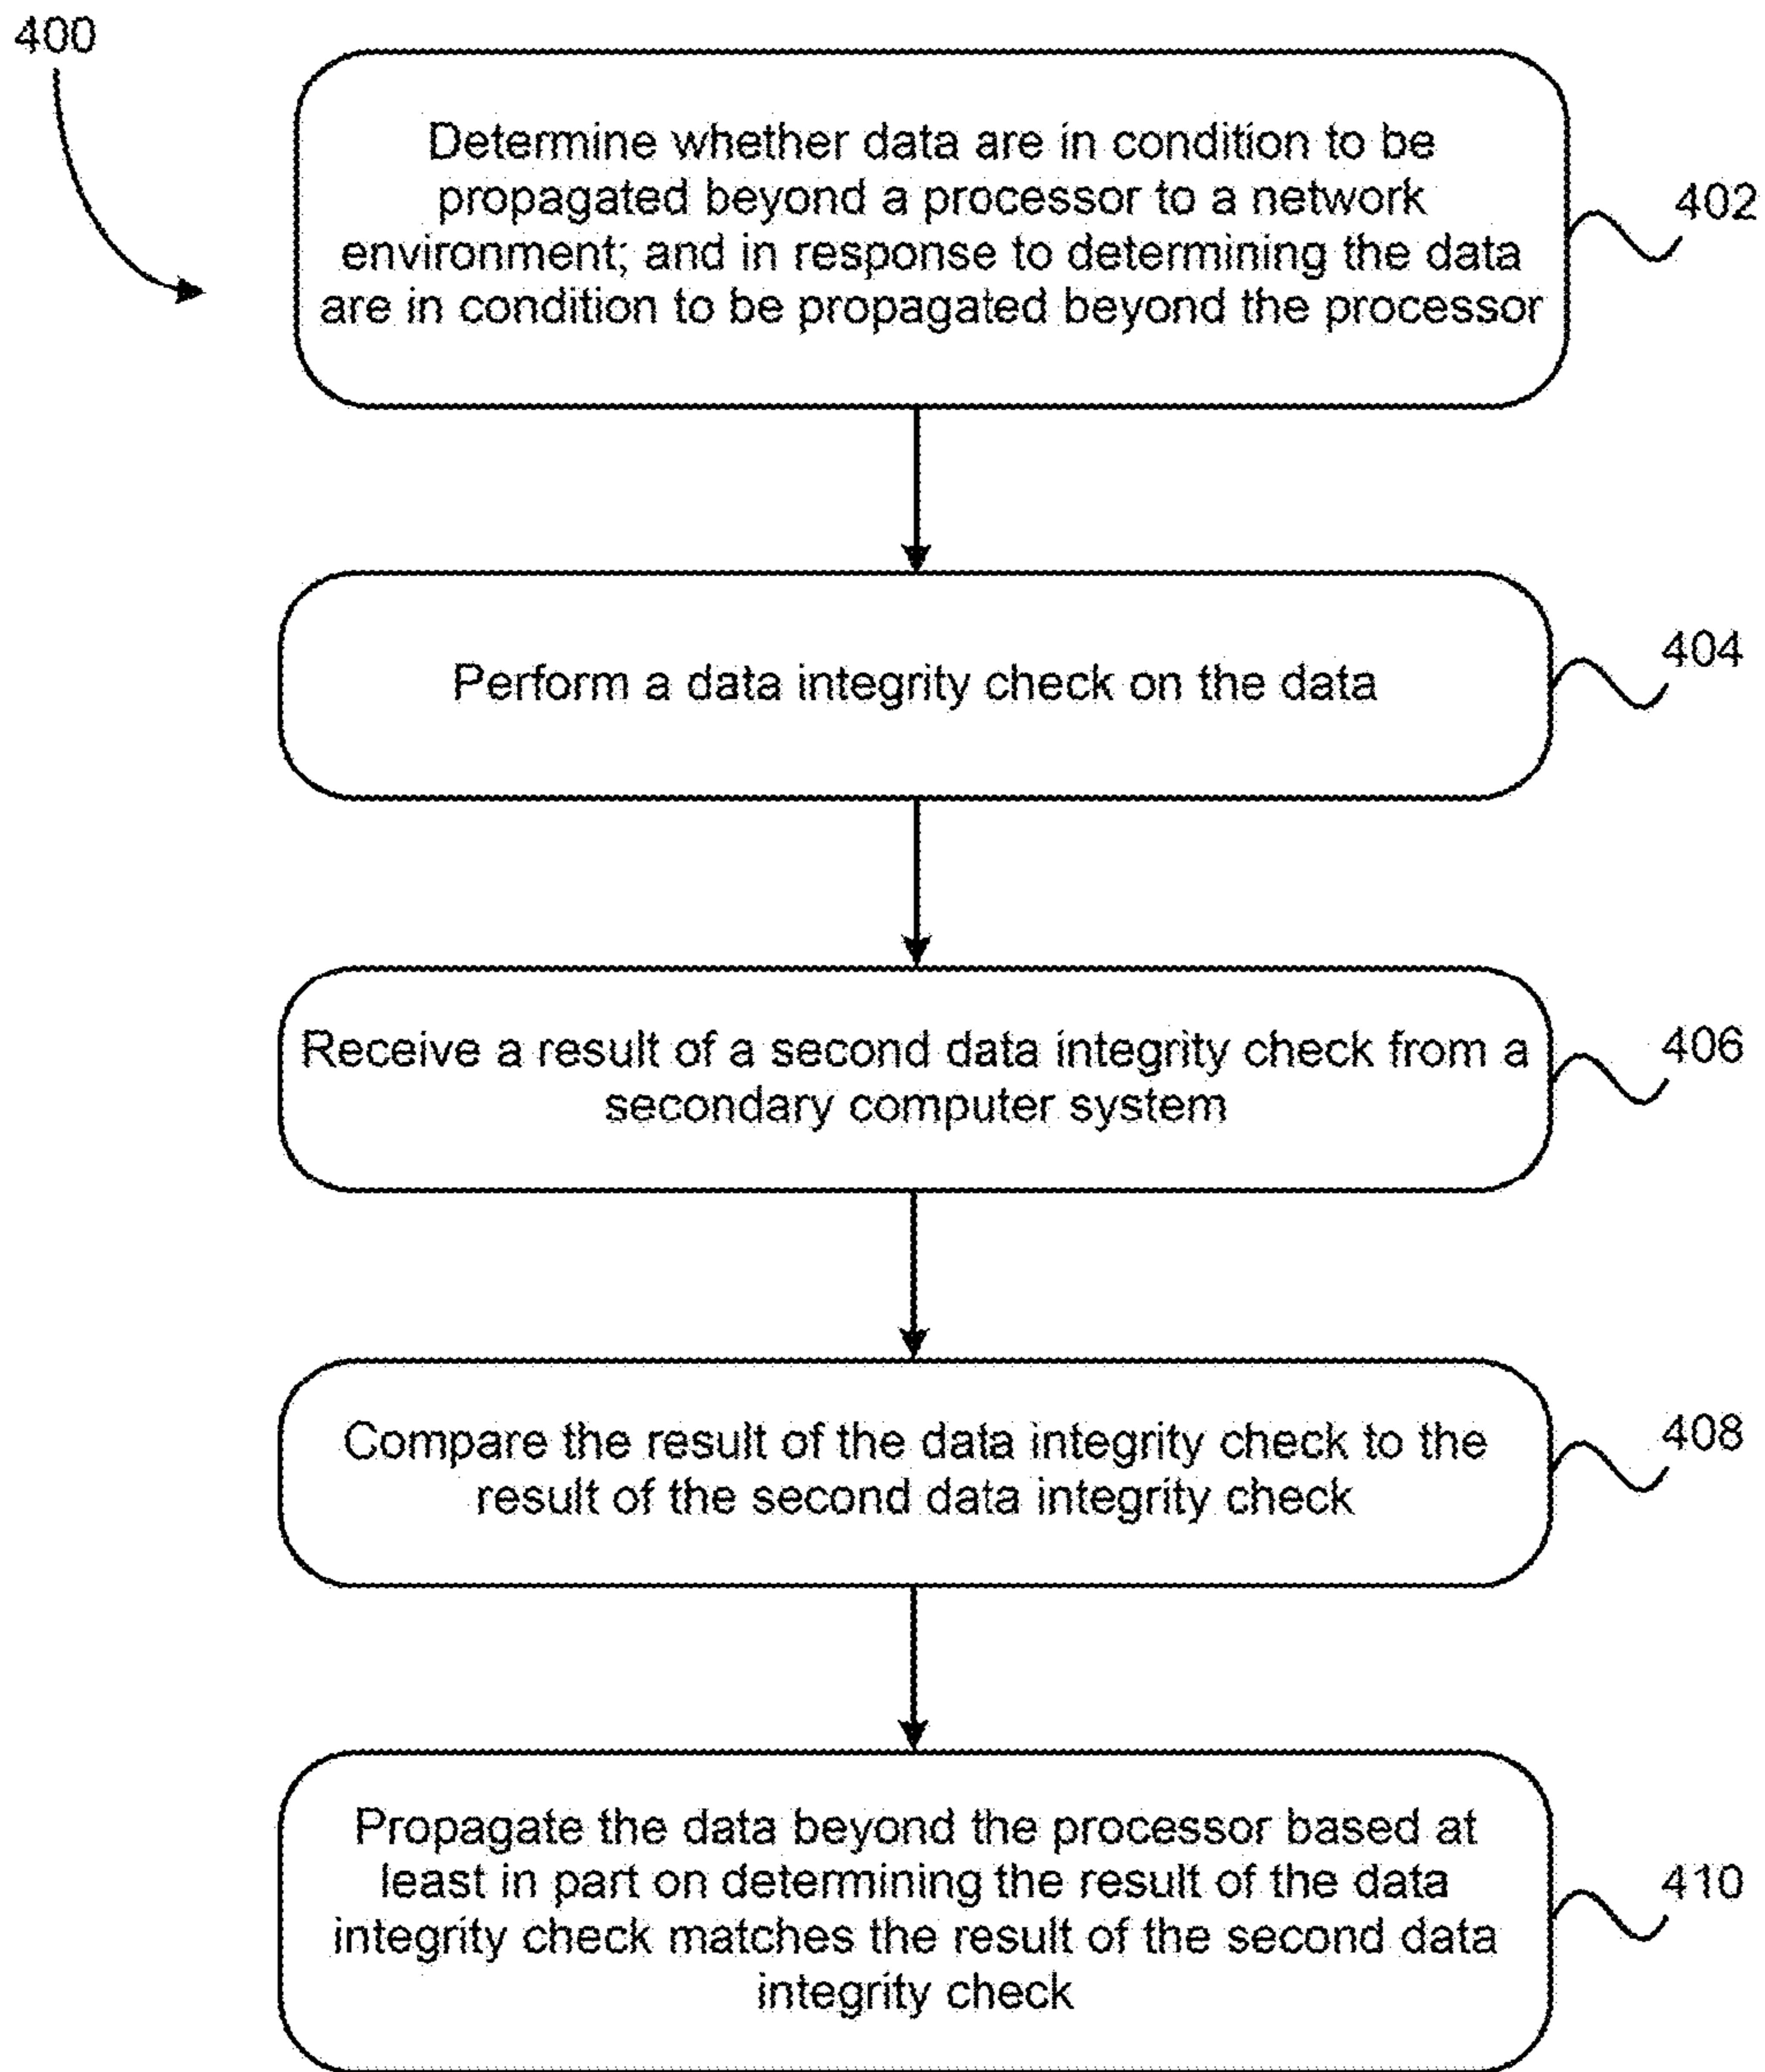 400
Determine whether data are in condition to be
propagated beyond a processor to a network
environment; and in response to determining the data
are in condition to be propagated beyond the processor
402
Perform a data integrity check on the data
404
Receive a result of a second data integrity check from a
secondary computer system
406
Compare the result of the data integrity check to the
result of the second data integrity check
408
Propagate the data beyond the processor based at
least in part on determining the result of the data
integrity check matches the result of the second data
integrity check
410